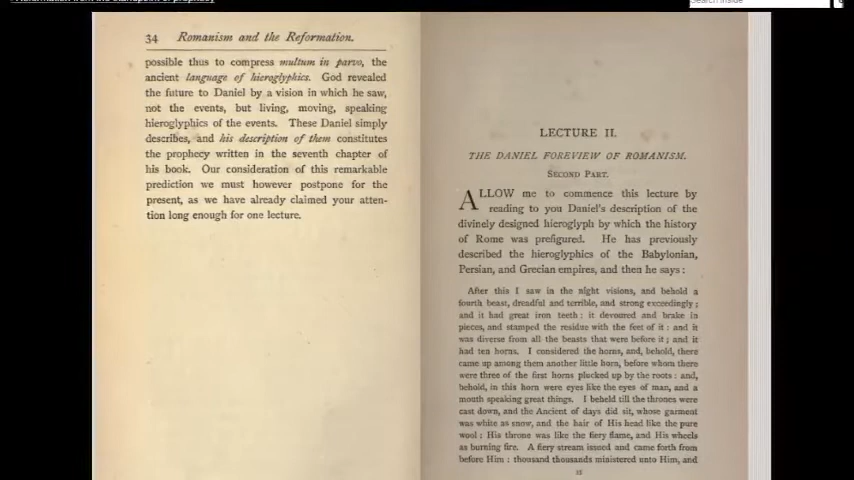 Reformation from the standpoint of prophecy
Search inside
34 Romanism and the Reformation.
possible thus to compress multum in parvo, the
ancient language of hieroglyphics. God revealed
the future to Daniel by a vision in which he saw,
not the events, but living, moving, speaking
hieroglyphics of the events. These Daniel simply
describes, and his description of them constitutes
the prophecy written in the seventh chapter of
his book. Our consideration of this remarkable
prediction we must however postpone for the
present, as we have already claimed your atten-
tion long enough for one lecture.
LECTURE II.
THE DANIEL FOREVIEW OF ROMANISM.
SECOND PART.
ALLOW me to commence this lecture by
reading to you Daniel's description of the
divinely designed hieroglyph by which the history
of Rome was prefigured. He has previously
described the hieroglyphics of the Babylonian,
Persian, and Grecian empires, and then he says:
After this I saw in the night visions, and behold a
fourth beast, dreadful and terrible, and strong exceedingly;
and it had great iron teeth: it devoured and brake in
pieces, and stamped the residue with the feet of it: and it
was diverse from all the beasts that were before it; and it
had ten horns. I considered the horns, and, behold, there
came up among them another little horn, before whom there
were three of the first horns plucked up by the roots: and,
behold, in this horn were eyes like the eyes of man, and a
mouth speaking great things. I beheld till the thrones were
cast down, and the Ancient of days did sit, whose garment
was white as snow, and the hair of His head like the pure
wool: His throne was like the fiery flame, and His wheels
as burning fire. A fiery stream issued and came forth from
before Him: thousand thousands ministered unto Him, and